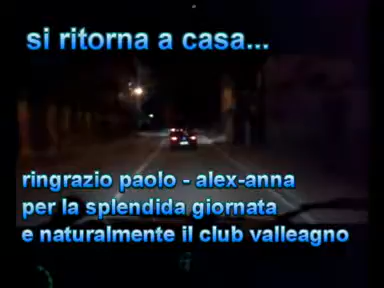 si ritorna a casa...
ringrazio paolo - alex-anna
per la splendida giornata
e naturalmente il club valleagno